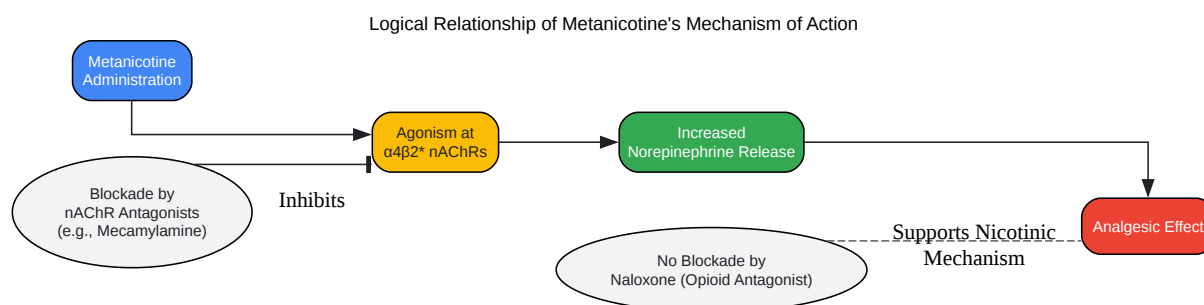 Logical Relationship of Metanicotine's Mechanism of Action
Metanicotine
Administration
Agonism at
α4β2* nAChRs
Increased
Norepinephrine Release
Blockade by
nAChR Antagonists
(e.g., Mecamylamine)
Inhibits
Analgesic Effect
Supports Nicotinic
Mechanism
No Blockade by
Naloxone (Opioid Antagonist)